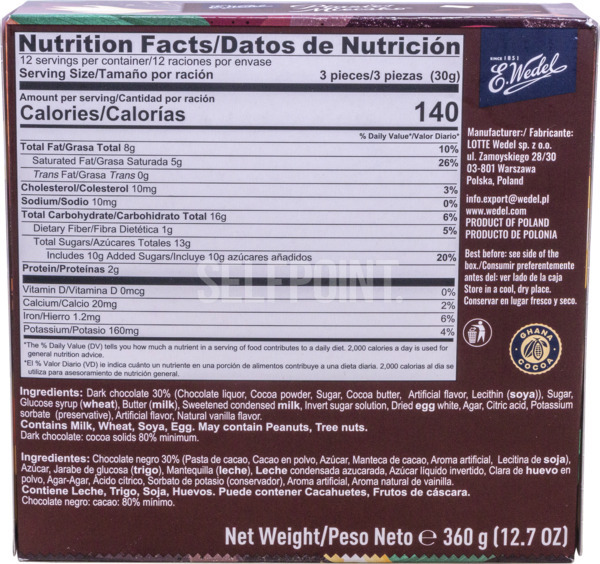 Nutrition Facts/Datos de Nutrición
12 servings per container/12 raciones por envase
Serving Size/Tamaño por ración 3 pieces/3 piezas (30g)
Amount per serving/Cantidad por ración
Calories/Calorías 140
% Daily Value*/Valor Diario*
Total Fat/Grasa Total 8g 10%
Saturated Fat/Grasa Saturada 5g 26%
Trans Fat/Grasa Trans 0g
Cholesterol/Colesterol 10mg 3%
Sodium/Sodio 10mg 0%
Total Carbohydrate/Carbohidrato Total 16g 6%
Dietary Fiber/Fibra Dietética 1g 5%
Total Sugars/Azúcares Totales 13g
Includes 10g Added Sugars/Incluye 10g azúcares añadidos 20%
Protein/Proteínas 2g
Vitamin D/Vitamina D 0mcg 0%
Calcium/Calcio 20mg 2%
Iron/Hierro 1.2mg 6%
Potassium/Potasio 160mg 4%
*The % Daily Value (DV) tells you how much a nutrient in a serving of food contributes to a daily diet. 2,000 calories a day is used for
general nutrition advice.
*El % Valor Diario (VD) le indica cuánto un nutriente en una porción de alimentos contribuye a una dieta diaria. 2,000 calorías al día se
utiliza para asesoramiento de nutrición general.
SINCE 1851
E.Wedel
Manufacturer:/ Fabricante:
LOTTE Wedel sp. z o.o.
ul. Zamoyskiego 28/30
03-801 Warszawa
Polska, Poland
info.export@wedel.com
www.wedel.com
PRODUCT OF POLAND
PRODUCTO DE POLONIA
Best before: see side of the
box./Consumir preferentemente
antes del: ver lado de la caja
Store in a cool, dry place.
Conservar en lugar fresco y seco.
GHANA
COCOA
SELFPOINT.
Ingredients: Dark chocolate 30% (Chocolate liquor, Cocoa powder, Sugar, Cocoa butter, Artificial flavor, Lecithin (soya)), Sugar,
Glucose syrup (wheat), Butter (milk), Sweetened condensed milk, Invert sugar solution, Dried egg white, Agar, Citric acid, Potassium
sorbate (preservative), Artificial flavor, Natural vanilla flavor.
Contains Milk, Wheat, Soya, Egg. May contain Peanuts, Tree nuts.
Dark chocolate: cocoa solids 80% minimum.
Ingredientes: Chocolate negro 30% (Pasta de cacao, Cacao en polvo, Azúcar, Manteca de cacao, Aroma artificial, Lecitina de soja),
Azúcar, Jarabe de glucosa (trigo), Mantequilla (leche), Leche condensada azucarada, Azúcar líquido invertido, Clara de huevo en
polvo, Agar-Agar, Ácido cítrico, Sorbato de potasio (conservador), Aroma artificial, Aroma natural de vainilla.
Contiene Leche, Trigo, Soja, Huevos. Puede contener Cacahuetes, Frutos de cáscara.
Chocolate negro: cacao: 80% mínimo.
Net Weight/Peso Neto ℮ 360 g (12.7 OZ)